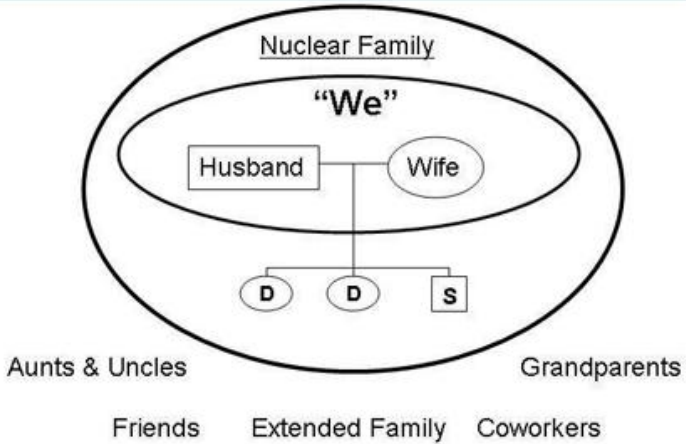 Nuclear Family
“We”
Husband Wife
D D S
Aunts & Uncles Grandparents
Friends Extended Family Coworkers